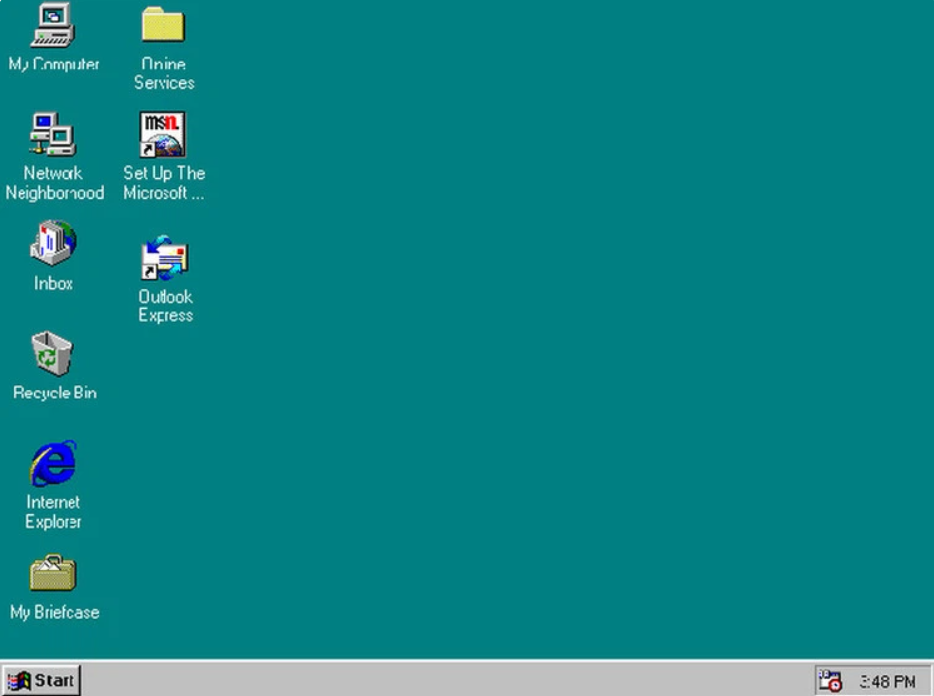 My Computer
Online
Services
Network
Neighborhood
msn.
Set Up The
Microsoft ...
Inbox
Outlook
Express
Recycle Bin
Internet
Explorer
My Briefcase
Start
3:48 PM